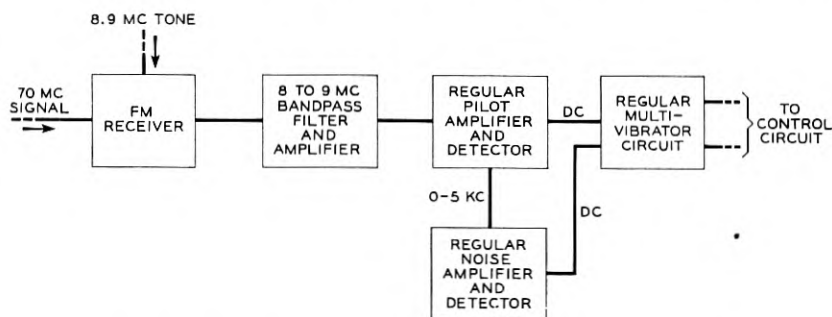 8.9 MC TONE
70 MC
SIGNAL
FM
RECEIVER
8 TO 9 MC
BANDPASS
FILTER
AND
AMPLIFIER
REGULAR
PILOT
AMPLIFIER
AND
DETECTOR
DC
REGULAR
MULTI-
VIBRATOR
CIRCUIT
TO
CONTROL
CIRCUIT
0-5 KC
DC
REGULAR
NOISE
AMPLIFIER
AND
DETECTOR